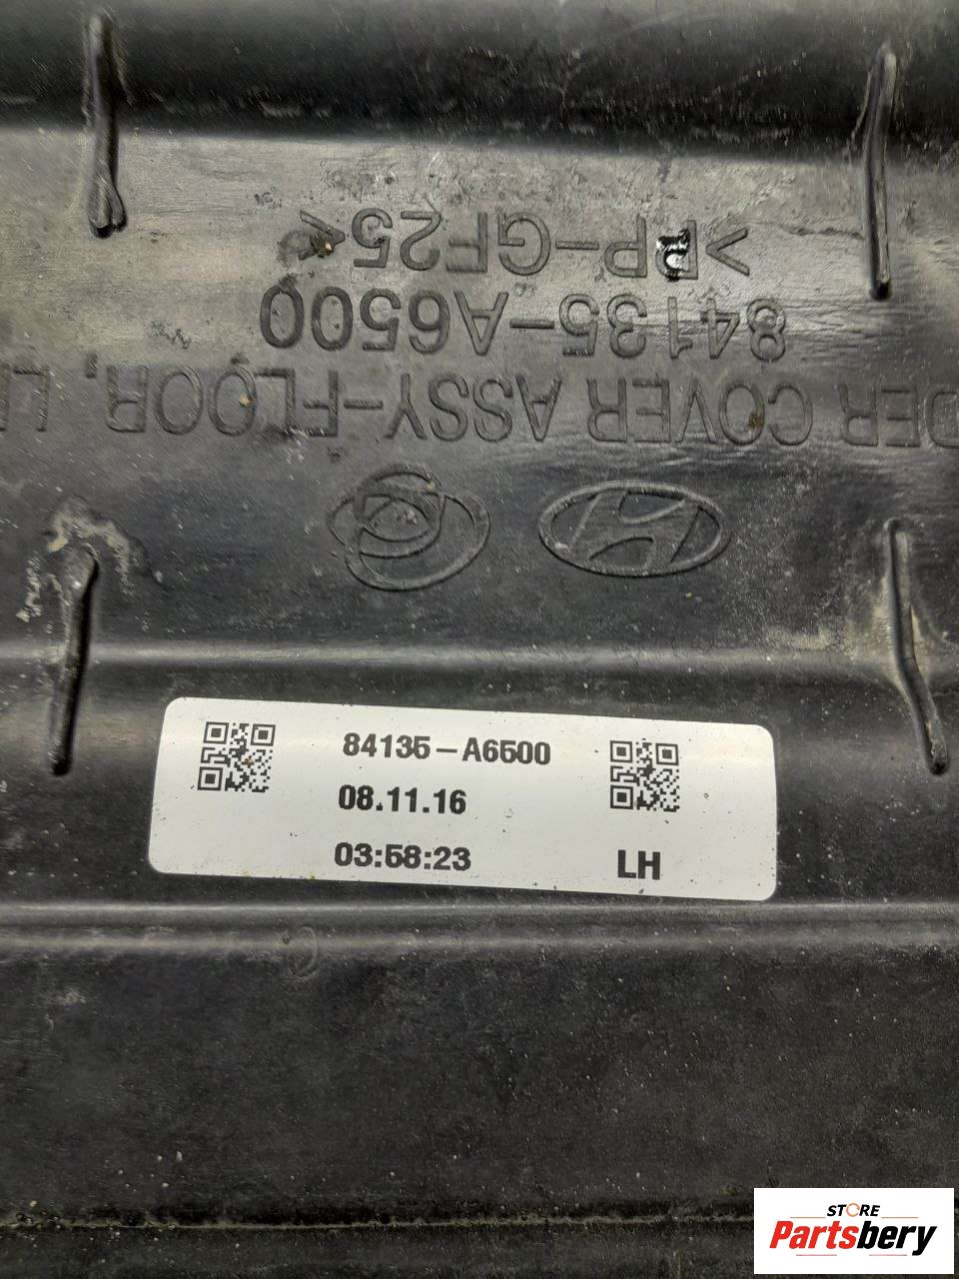 >PP-GF25<
84135-A6500
DER COVER ASSY-FLOOR, L
84135-A6500
08.11.16
03:58:23
LH
STORE
Partsbery